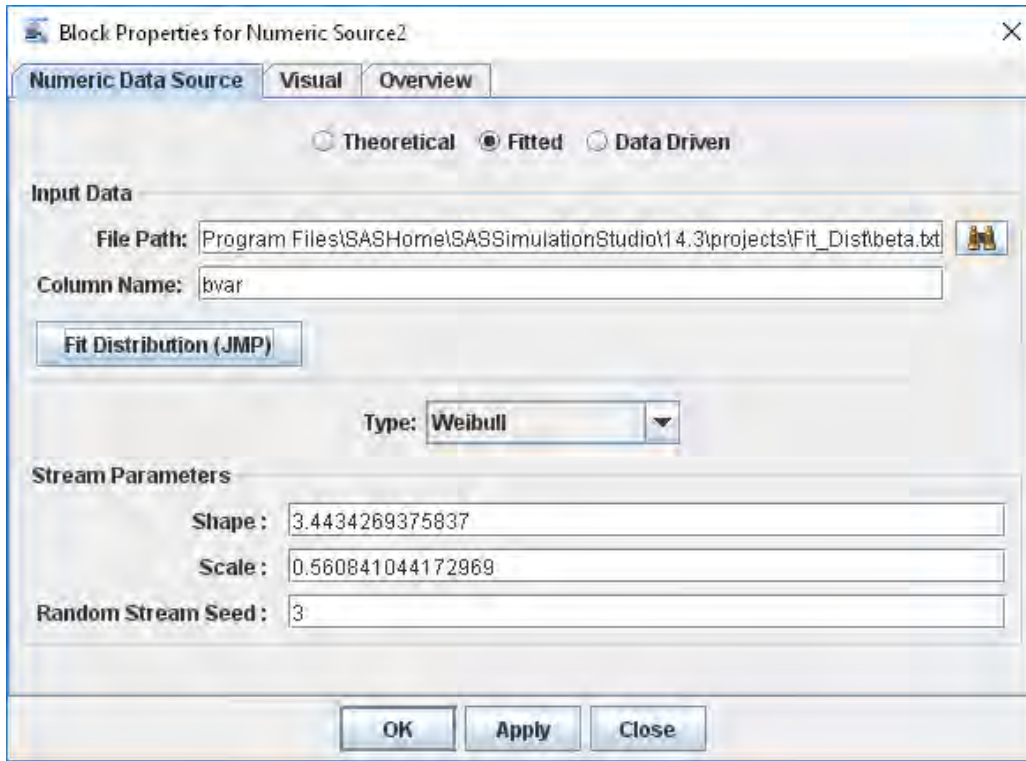 Block Properties for Numeric Source2
Numeric Data Source Visual Overview
Theoretical Fitted Data Driven
Input Data
File Path: Program Files\SASHome\SASSimulationStudio\14.3\projects\Fit_Dist\beta.txt
Column Name: bvar
Fit Distribution (JMP)
Type: Weibull
Stream Parameters
Shape : 3.4434269375837
Scale : 0.560841044172969
Random Stream Seed : 3
OK Apply Close